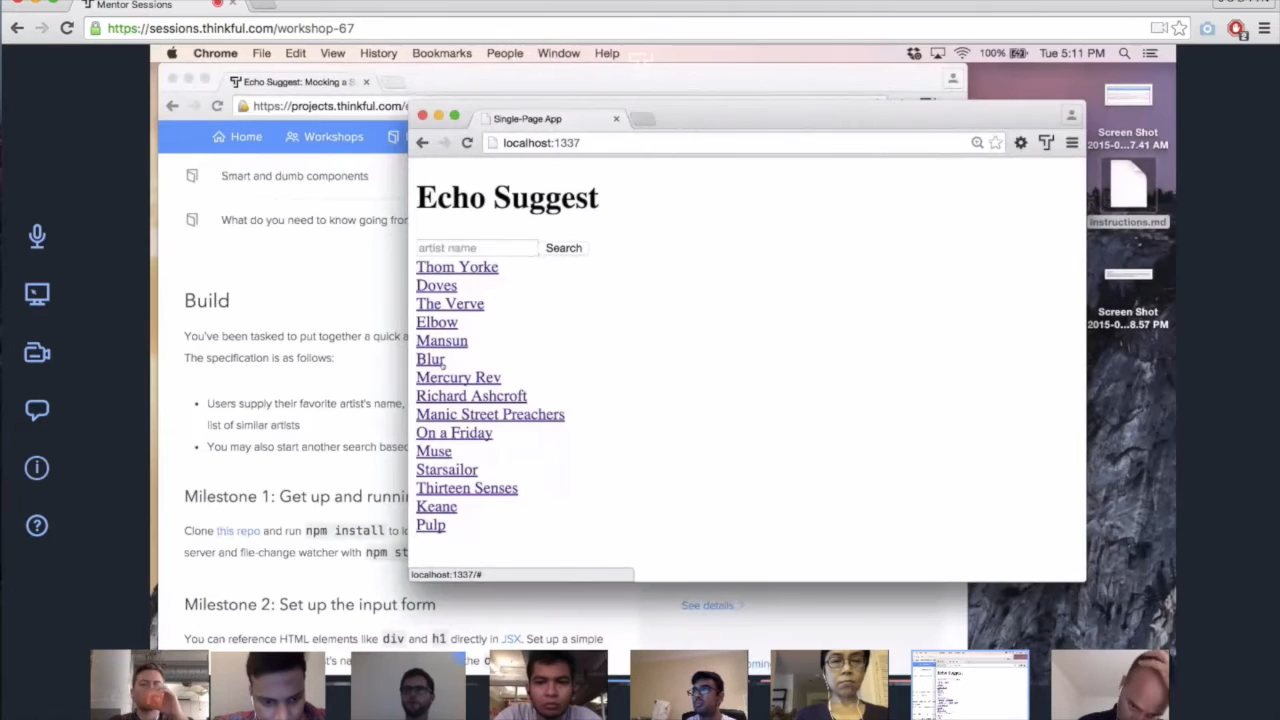 Mentor Sessions
https://sessions.thinkful.com/workshop-67
Chrome File Edit View History Bookmarks People Window Help
100% Tue 5:11 PM
Echo Suggest: Mocking a
https://projects.thinkful.com/
Home Workshops
Smart and dumb components
What do you need to know going from
Build
You've been tasked to put together a quick a
The specification is as follows:
Users supply their favorite artist's name,
list of similar artists
You may also start another search based
Milestone 1: Get up and runnin
Clone this repo and run npm install to lo
server and file-change watcher with npm st
Milestone 2: Set up the input form
You can reference HTML elements like div and h1 directly in JSX. Set up a simple
See details
Single-Page App
localhost:1337
Echo Suggest
artist name Search
Thom Yorke
Doves
The Verve
Elbow
Mansun
Blur
Mercury Rev
Richard Ashcroft
Manic Street Preachers
On a Friday
Muse
Starsailor
Thirteen Senses
Keane
Pulp
localhost:1337/#
Screen Shot
2015-0...7.41 AM
instructions.md
Screen Shot
2015-0...8.57 PM